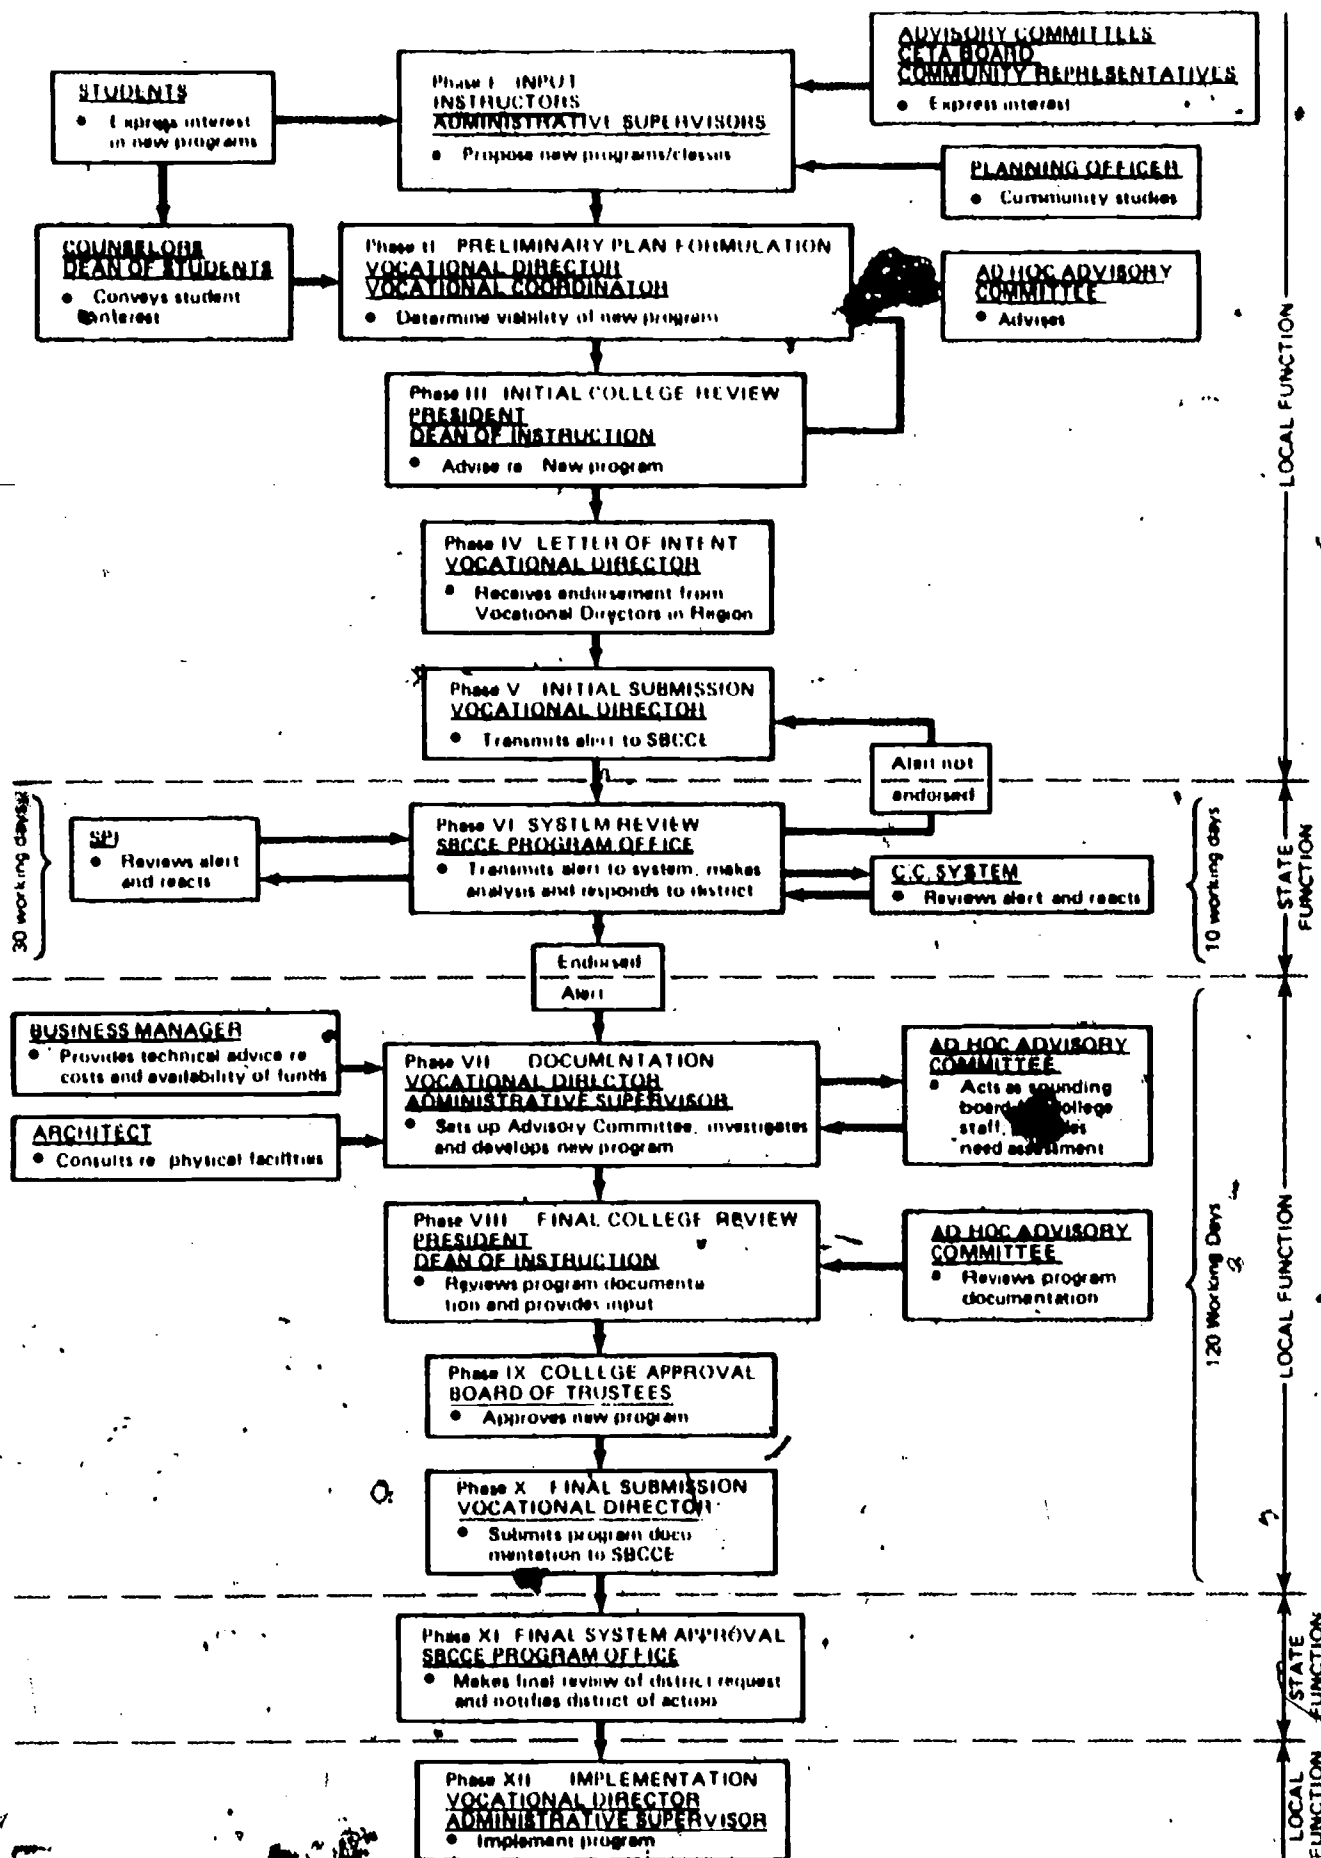 ADVISORY COMMITTEES
CETA BOARD
COMMUNITY REPRESENTATIVES
• Express interest
STUDENTS
• Express interest
in new programs
Phase I INPUT
INSTRUCTORS
ADMINISTRATIVE SUPERVISORS
• Propose new programs/classes
PLANNING OFFICER
• Community studies
COUNSELORS
DEAN OF STUDENTS
• Conveys student
interest
Phase II PRELIMINARY PLAN FORMULATION
VOCATIONAL DIRECTOR
VOCATIONAL COORDINATOR
• Determine viability of new program
AD HOC ADVISORY
COMMITTEE
• Advises
Phase III INITIAL COLLEGE REVIEW
PRESIDENT
DEAN OF INSTRUCTION
• Advise re New program
LOCAL FUNCTION
Phase IV LETTER OF INTENT
VOCATIONAL DIRECTOR
• Receives endorsement from
Vocational Directors in Region
Phase V INITIAL SUBMISSION
VOCATIONAL DIRECTOR
• Transmits alert to SBCCE
Alert not
endorsed
30 working days
SPI
• Reviews alert
and reacts
Phase VI SYSTEM REVIEW
SBCCE PROGRAM OFFICE
• Transmits alert to system, makes
analysis and responds to district
C.C. SYSTEM
• Reviews alert and reacts
10 working days
STATE
FUNCTION
Endorsed
Alert
BUSINESS MANAGER
• Provides technical advice re
costs and availability of funds
ARCHITECT
• Consults re physical facilities
Phase VII DOCUMENTATION
VOCATIONAL DIRECTOR
ADMINISTRATIVE SUPERVISOR
• Sets up Advisory Committee, investigates
and develops new program
AD HOC ADVISORY
COMMITTEE
• Acts as sounding
board college
staff,
need assessment
Phase VIII FINAL COLLEGE REVIEW
PRESIDENT
DEAN OF INSTRUCTION
• Reviews program documenta
tion and provides input
AD HOC ADVISORY
COMMITTEE
• Reviews program
documentation
120 Working Days
LOCAL FUNCTION
Phase IX COLLEGE APPROVAL
BOARD OF TRUSTEES
• Approves new program
Phase X FINAL SUBMISSION
VOCATIONAL DIRECTOR
• Submits program docu
mentation to SBCCE
Phase XI FINAL SYSTEM APPROVAL
SBCCE PROGRAM OFFICE
• Makes final review of district request
and notifies district of action
STATE
FUNCTION
Phase XII IMPLEMENTATION
VOCATIONAL DIRECTOR
ADMINISTRATIVE SUPERVISOR
• Implement program
LOCAL
FUNCTION